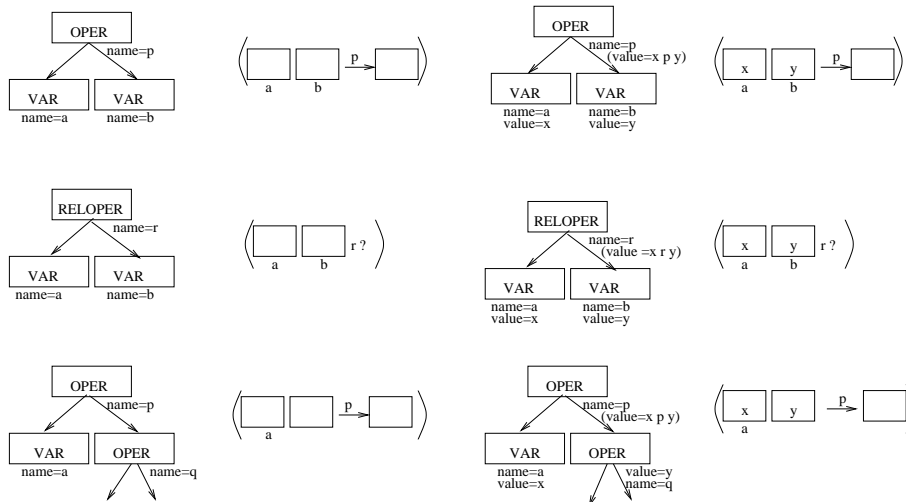 OPER
name=p
VAR VAR
name=a name=b
p
a b
OPER
name=p
(value=x p y)
VAR VAR
name=a name=b
value=x value=y
x y p
a b
RELOPER
name=r
VAR VAR
name=a name=b
r ?
a b
RELOPER
name=r
(value =x r y)
VAR VAR
name=a name=b
value=x value=y
x y r ?
a b
OPER
name=p
VAR OPER
name=a name=q
p
a
OPER
name=p
(value=x p y)
VAR OPER
name=a value=y
value=x name=q
x y p
a